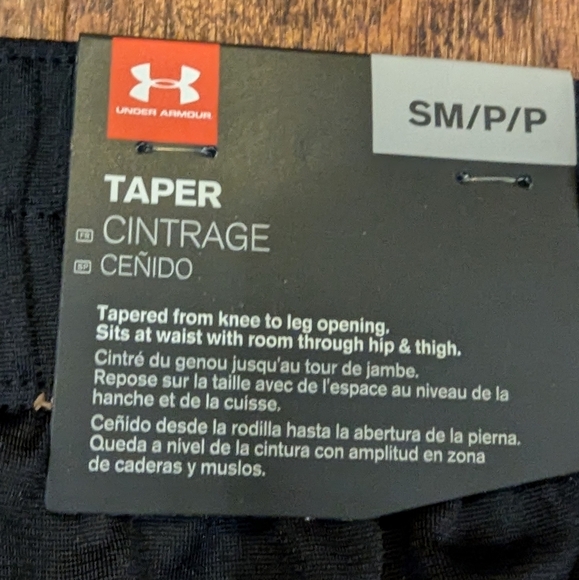 UNDER ARMOUR
SM/P/P
TAPER
FR CINTRAGE
SP CEÑIDO
Tapered from knee to leg opening.
Sits at waist with room through hip & thigh.
Cintré du genou jusqu'au tour de jambe.
Repose sur la taille avec de l'espace au niveau de la
hanche et de la cuisse.
Ceñido desde la rodilla hasta la abertura de la pierna.
Queda a nivel de la cintura con amplitud en zona
de caderas y muslos.